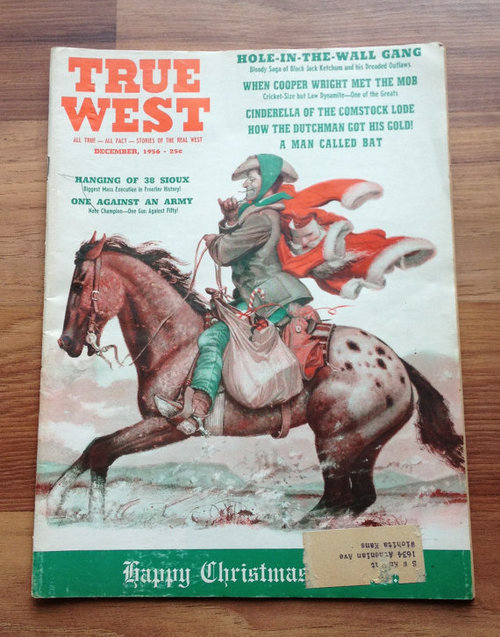 TRUE
WEST
ALL TRUE — ALL FACT — STORIES OF THE REAL WEST
DECEMBER, 1956 - 25c
HOLE-IN-THE-WALL GANG
Bloody Saga of Black Jack Ketchum and his Dreaded Outlaws
WHEN COOPER WRIGHT MET THE MOB
Cricket-Size but Law Dynamite—One of the Greats
CINDERELLA OF THE COMSTOCK LODE
HOW THE DUTCHMAN GOT HIS GOLD!
A MAN CALLED BAT
HANGING OF 38 SIOUX
Biggest Mass Execution in Frontier History!
ONE AGAINST AN ARMY
Champion—One Gun Against Fifty!
Happy Christmas
1634 Ave
Wichita Kans